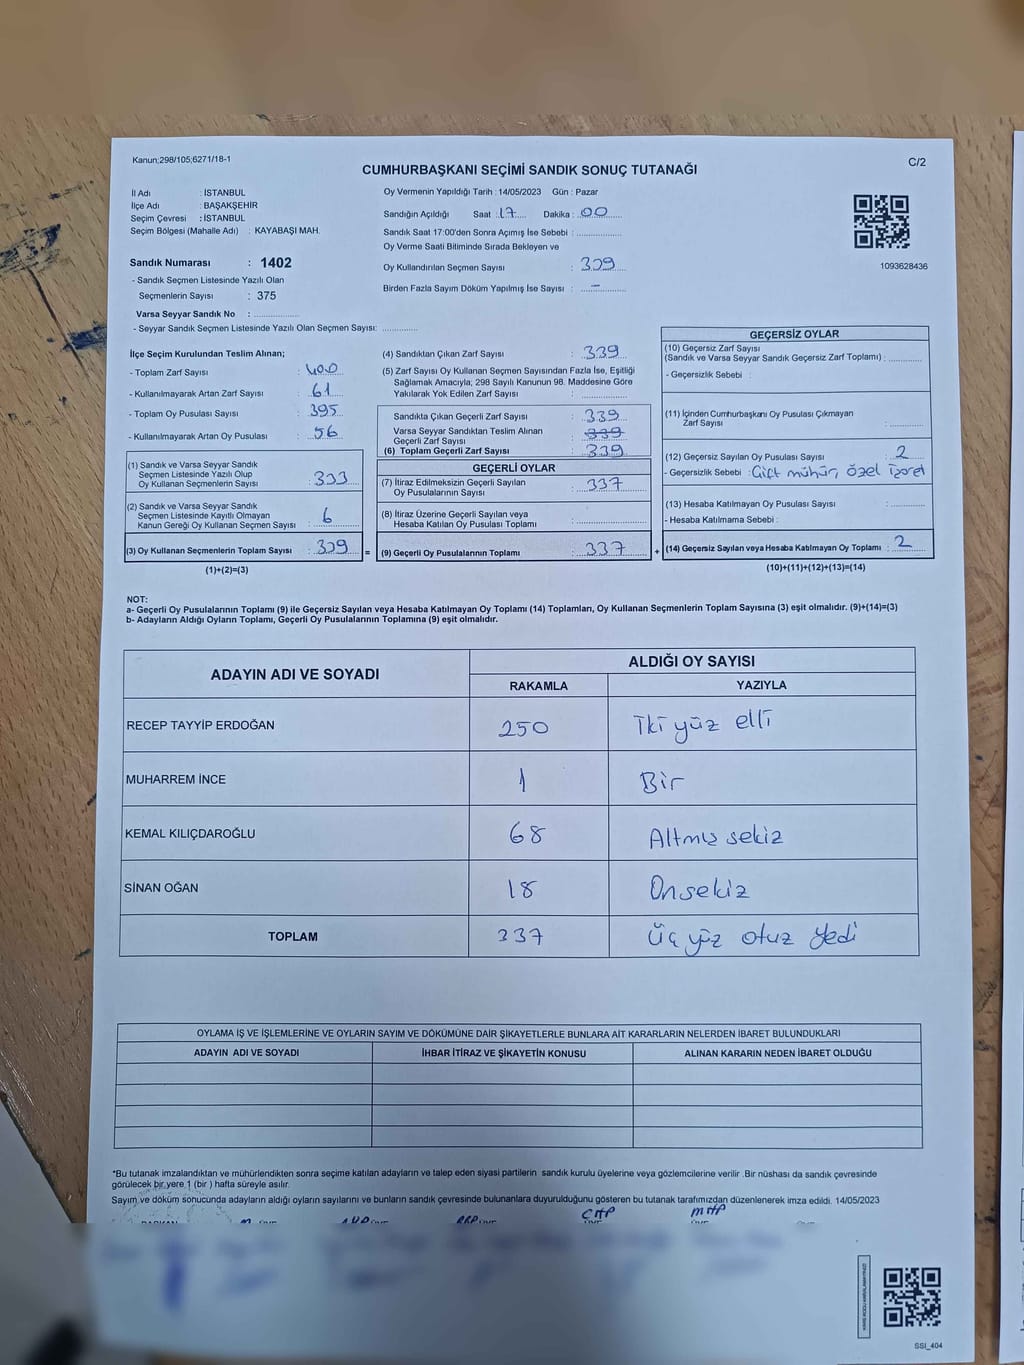 Kanun;298/105;6271/18-1
C/2
CUMHURBAŞKANI SEÇİMİ SANDIK SONUÇ TUTANAĞI
İl Adı : İSTANBUL
İlçe Adı : BAŞAKŞEHİR
Seçim Çevresi : İSTANBUL
Seçim Bölgesi (Mahalle Adı) : KAYABAŞI MAH.
Sandık Numarası : 1402
- Sandık Seçmen Listesinde Yazılı Olan
Seçmenlerin Sayısı : 375
Varsa Seyyar Sandık No : ..............
- Seyyar Sandık Seçmen Listesinde Yazılı Olan Seçmen Sayısı: ............
Oy Vermenin Yapıldığı Tarih : 14/05/2023 Gün : Pazar
Sandığın Açıldığı Saat : 17 Dakika : 00
Sandık Saat 17:00'den Sonra Açımış İse Sebebi : ..............
Oy Verme Saati Bitiminde Sırada Bekleyen ve
Oy Kullandırılan Seçmen Sayısı : 339
Birden Fazla Sayım Döküm Yapılmış İse Sayısı : -
1093628436
İlçe Seçim Kurulundan Teslim Alınan;
- Toplam Zarf Sayısı : 400
- Kullanılmayarak Artan Zarf Sayısı : 61
- Toplam Oy Pusulası Sayısı : 395
- Kullanılmayarak Artan Oy Pusulası : 56
(1) Sandık ve Varsa Seyyar Sandık
Seçmen Listesinde Yazılı Olup
Oy Kullanan Seçmenlerin Sayısı : 333
(2) Sandık ve Varsa Seyyar Sandık
Seçmen Listesinde Kayıtlı Olmayan
Kanun Gereği Oy Kullanan Seçmen Sayısı : 6
(3) Oy Kullanan Seçmenlerin Toplam Sayısı : 339 =
(1)+(2)=(3)
(4) Sandıktan Çıkan Zarf Sayısı : 339
(5) Zarf Sayısı Oy Kullanan Seçmen Sayısından Fazla İse, Eşitliği
Sağlamak Amacıyla; 298 Sayılı Kanunun 98. Maddesine Göre
Yakılarak Yok Edilen Zarf Sayısı : ............
Sandıkta Çıkan Geçerli Zarf Sayısı : 339
Varsa Seyyar Sandıktan Teslim Alınan
Geçerli Zarf Sayısı : 339
(6) Toplam Geçerli Zarf Sayısı : 339
GEÇERLİ OYLAR
(7) İtiraz Edilmeksizin Geçerli Sayılan
Oy Pusulalarının Sayısı : 337
(8) İtiraz Üzerine Geçerli Sayılan veya
Hesaba Katılan Oy Pusulası Toplamı : ............
(9) Geçerli Oy Pusulalarının Toplamı : 337 +
GEÇERSİZ OYLAR
(10) Geçersiz Zarf Sayısı
(Sandık ve Varsa Seyyar Sandık Geçersiz Zarf Toplamı) : ..........
- Geçersizlik Sebebi :
(11) İçinden Cumhurbaşkanı Oy Pusulası Çıkmayan
Zarf Sayısı : ..........
(12) Geçersiz Sayılan Oy Pusulası Sayısı : 2
- Geçersizlik Sebebi : Çift mühür, özel işaret
(13) Hesaba Katılmayan Oy Pusulası Sayısı : ..........
- Hesaba Katılmama Sebebi :
(14) Geçersiz Sayılan veya Hesaba Katılmayan Oy Toplamı : 2
(10)+(11)+(12)+(13)=(14)
NOT:
a- Geçerli Oy Pusulalarının Toplamı (9) ile Geçersiz Sayılan veya Hesaba Katılmayan Oy Toplamı (14) Toplamları, Oy Kullanan Seçmenlerin Toplam Sayısına (3) eşit olmalıdır. (9)+(14)=(3)
b- Adayların Aldığı Oyların Toplamı, Geçerli Oy Pusulalarının Toplamına (9) eşit olmalıdır.
ADAYIN ADI VE SOYADI ALDIĞI OY SAYISI
RAKAMLA YAZIYLA
RECEP TAYYİP ERDOĞAN 250 İki yüz elli
MUHARREM İNCE 1 Bir
KEMAL KILIÇDAROĞLU 68 Altmış sekiz
SİNAN OĞAN 18 Onsekiz
TOPLAM 337 Üç yüz otuz yedi
OYLAMA İŞ VE İŞLEMLERİNE VE OYLARIN SAYIM VE DÖKÜMÜNE DAİR ŞİKAYETLERLE BUNLARA AİT KARARLARIN NELERDEN İBARET BULUNDUKLARI
ADAYIN ADI VE SOYADI İHBAR İTİRAZ VE ŞİKAYETİN KONUSU ALINAN KARARIN NEDEN İBARET OLDUĞU
*Bu tutanak imzalandıktan ve mühürlendikten sonra seçime katılan adayların ve talep eden siyasi partilerin sandık kurulu üyelerine veya gözlemcilerine verilir .Bir nüshası da sandık çevresinde
görülecek bir yere 1 (bir ) hafta süreyle asılır.
Sayım ve döküm sonucunda adayların aldığı oyların sayılarını ve bunların sandık çevresinde bulunanlara duyurulduğunu gösteren bu tutanak tarafımızdan düzenlenerek imza edildi. 14/05/2023
CHP MHP
SSI_404